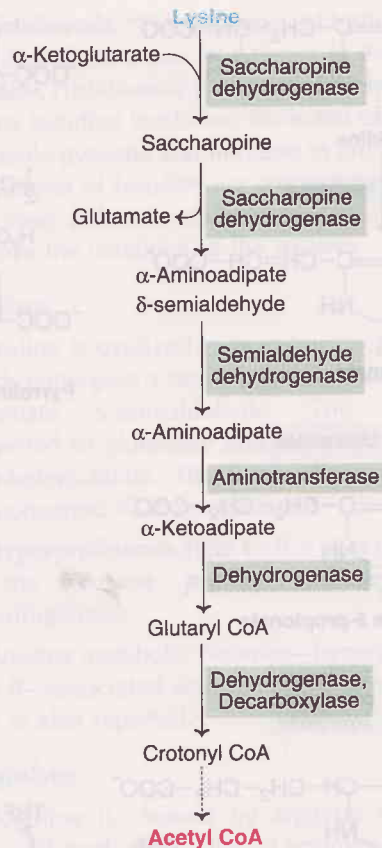 Lysine
α-Ketoglutarate
Saccharopine
dehydrogenase
Saccharopine
Glutamate
Saccharopine
dehydrogenase
α-Aminoadipate
δ-semialdehyde
Semialdehyde
dehydrogenase
α-Aminoadipate
Aminotransferase
α-Ketoadipate
Dehydrogenase
Glutaryl CoA
Dehydrogenase,
Decarboxylase
Crotonyl CoA
Acetyl CoA